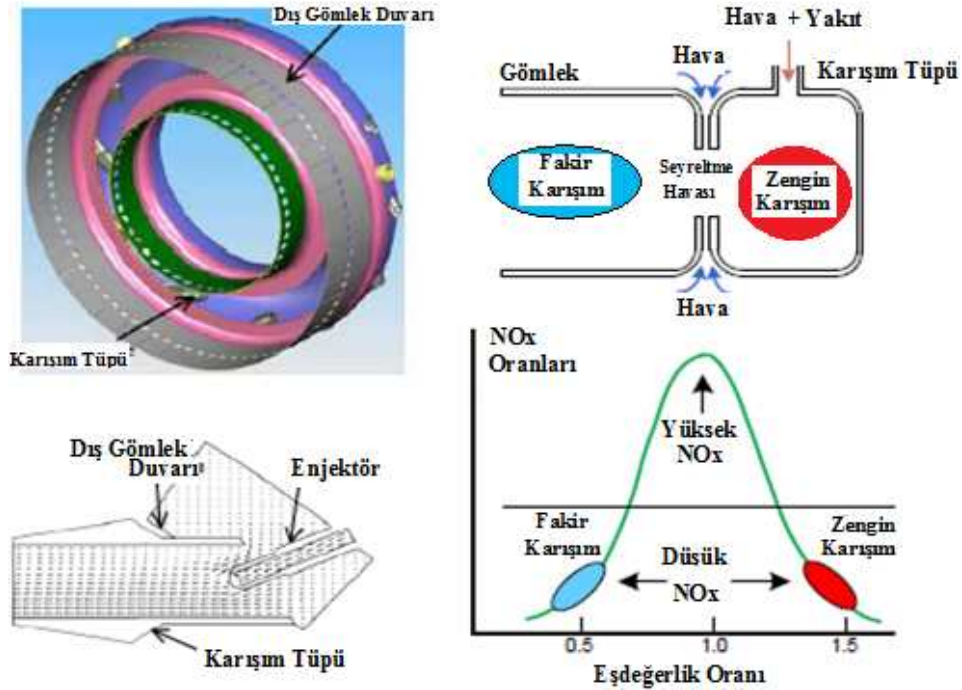 Dış Gömlek Duvarı
Karışım Tüpü
Hava + Yakıt
Hava
Gömlek
Karışım Tüpü
Fakir
Karışım
Seyreltme
Havası
Zengin
Karışım
Hava
Dış Gömlek
Duvarı
Enjektör
Karışım Tüpü
NOx
Oranları
Yüksek
NOx
Fakir
Karışım
Zengin
Karışım
Düsük
NOx
0.5
1.0
1.5
Eşdeğerlik Oranı